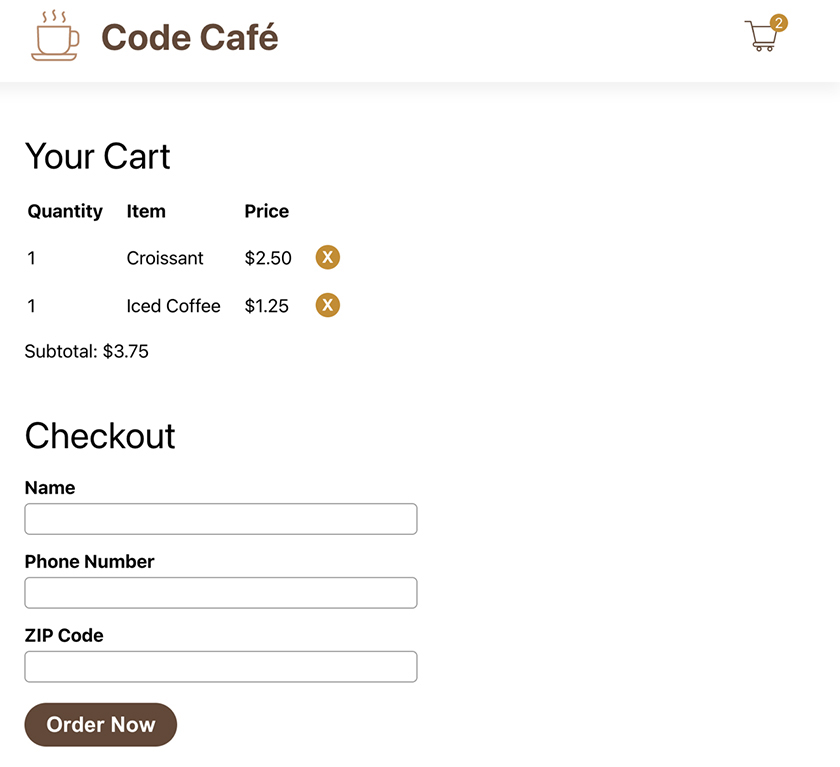 Code Café
2
Your Cart
Quantity Item Price
1 Croissant $2.50 X
1 Iced Coffee $1.25 X
Subtotal: $3.75
Checkout
Name
Phone Number
ZIP Code
Order Now